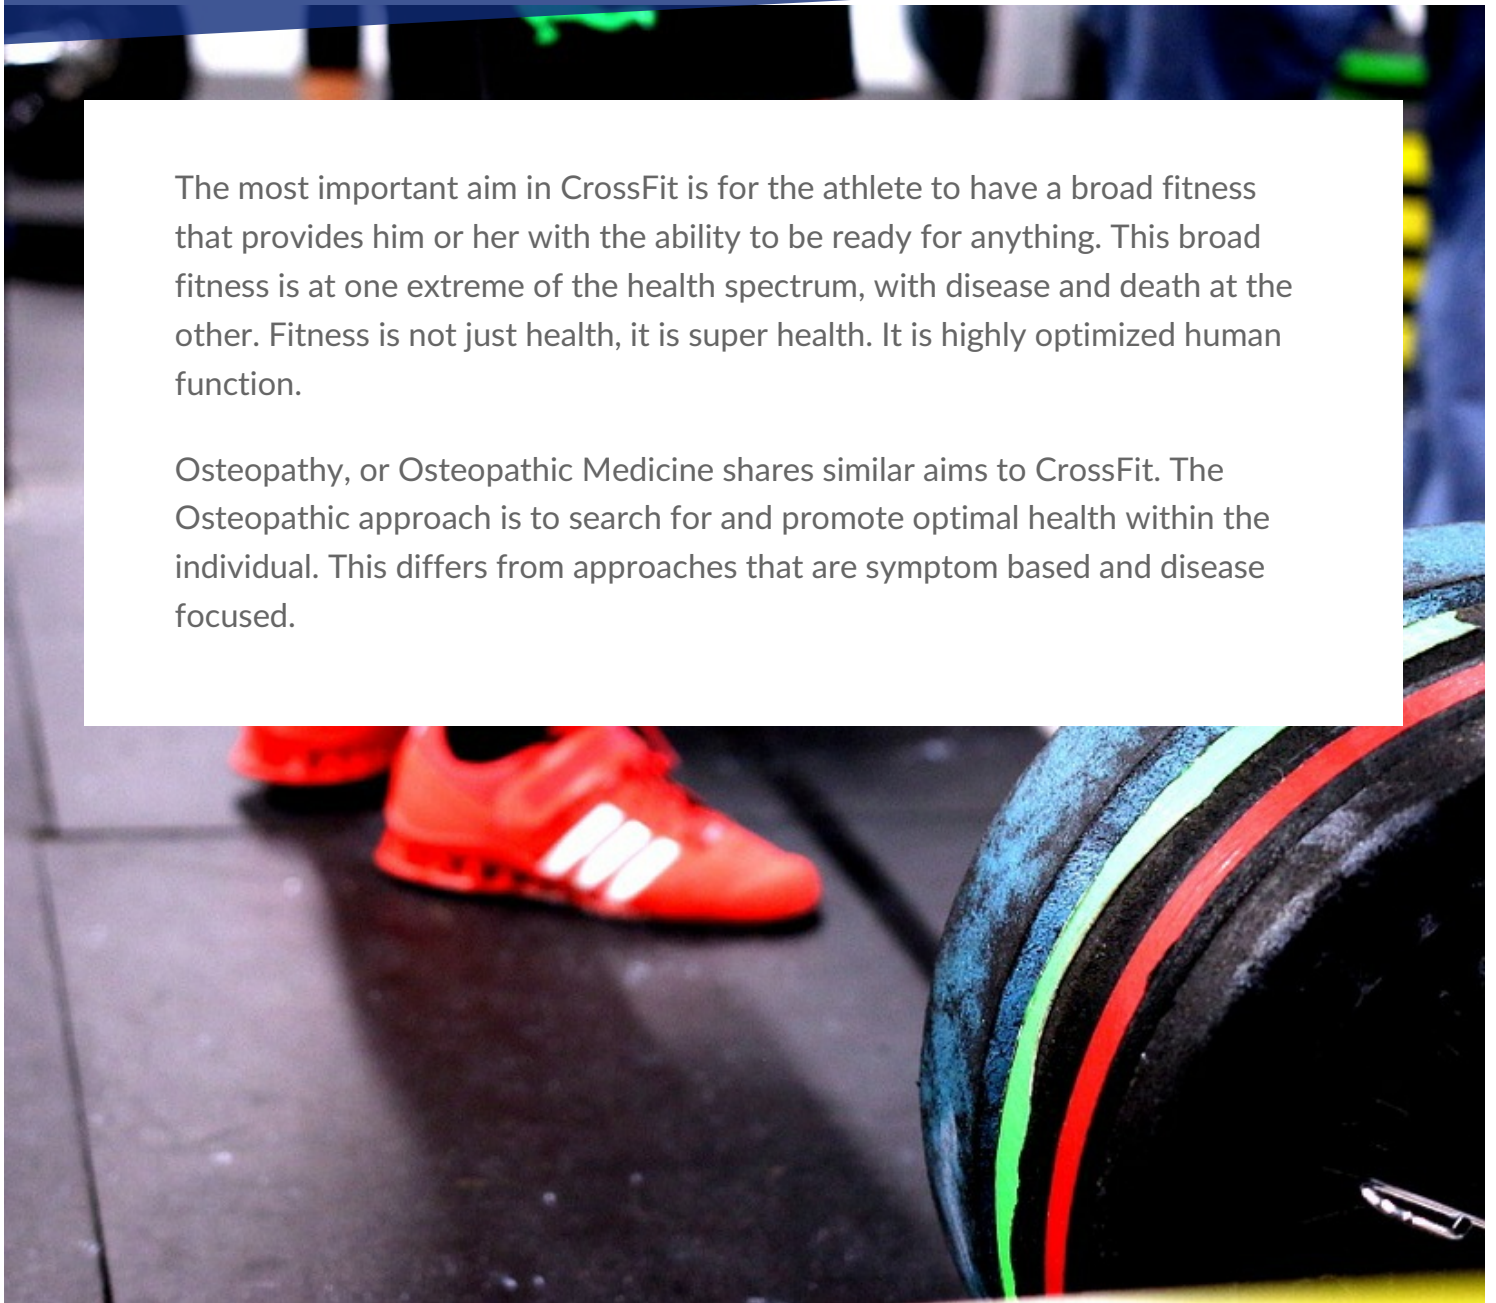 The most important aim in CrossFit is for the athlete to have a broad fitness
that provides him or her with the ability to be ready for anything. This broad
fitness is at one extreme of the health spectrum, with disease and death at the
other. Fitness is not just health, it is super health. It is highly optimized human
function.
Osteopathy, or Osteopathic Medicine shares similar aims to CrossFit. The
Osteopathic approach is to search for and promote optimal health within the
individual. This differs from approaches that are symptom based and disease
focused.